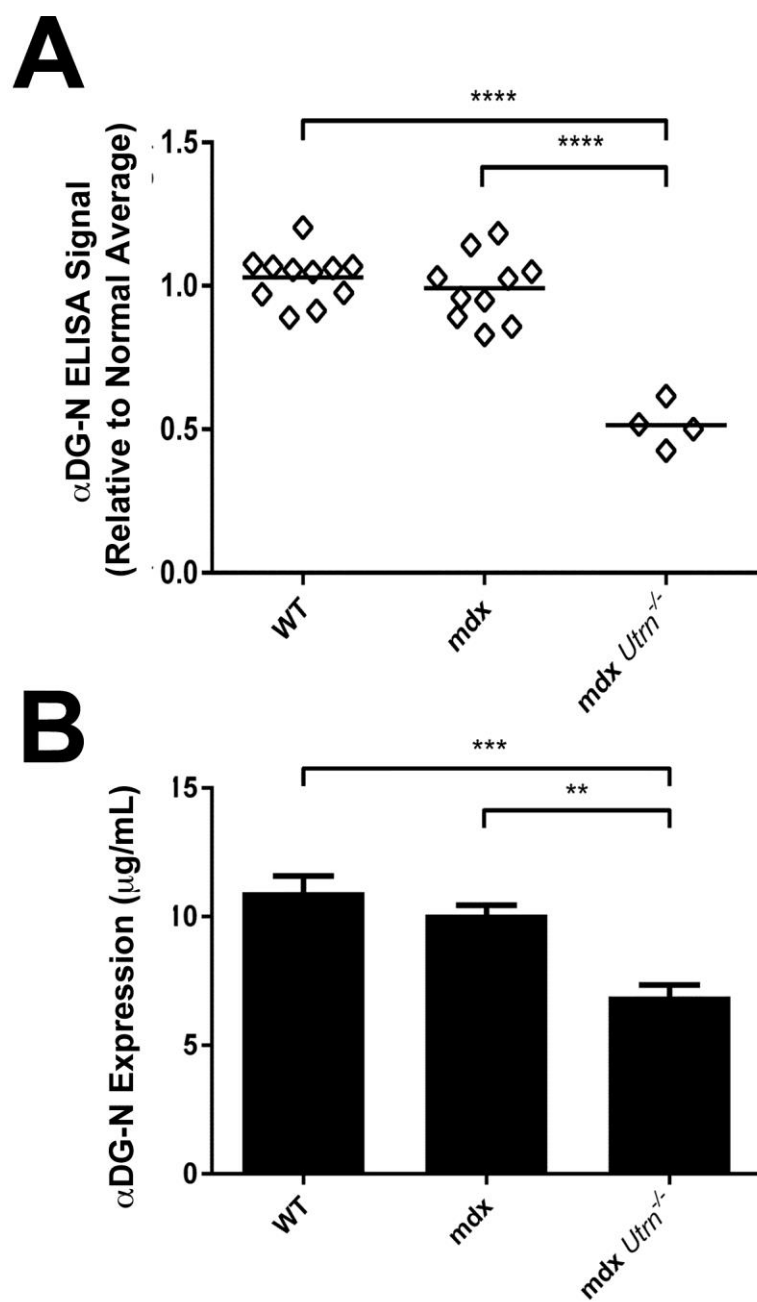 A
****
****
αDG-N ELISA Signal
(Relative to Normal Average)
1.5
1.0
0.5
0.0
WT
mdx
mdx Utrn-/-
B
***
**
αDG-N Expression (μg/mL)
15
10
5
0
WT
mdx
mdx Utrn-/-